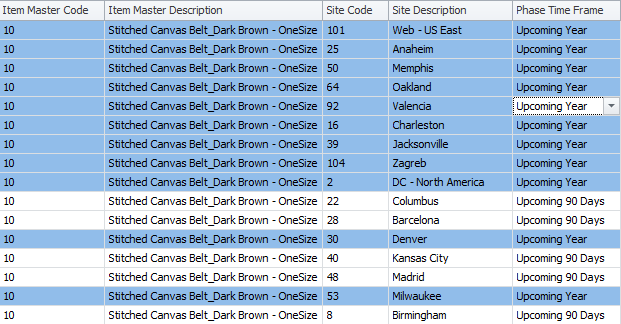 Item Master Code Item Master Description Site Code Site Description Phase Time Frame
10 Stitched Canvas Belt_Dark Brown - OneSize 101 Web - US East Upcoming Year
10 Stitched Canvas Belt_Dark Brown - OneSize 25 Anaheim Upcoming Year
10 Stitched Canvas Belt_Dark Brown - OneSize 50 Memphis Upcoming Year
10 Stitched Canvas Belt_Dark Brown - OneSize 64 Oakland Upcoming Year
10 Stitched Canvas Belt_Dark Brown - OneSize 92 Valencia Upcoming Year
10 Stitched Canvas Belt_Dark Brown - OneSize 16 Charleston Upcoming Year
10 Stitched Canvas Belt_Dark Brown - OneSize 39 Jacksonville Upcoming Year
10 Stitched Canvas Belt_Dark Brown - OneSize 104 Zagreb Upcoming Year
10 Stitched Canvas Belt_Dark Brown - OneSize 2 DC - North America Upcoming Year
10 Stitched Canvas Belt_Dark Brown - OneSize 22 Columbus Upcoming 90 Days
10 Stitched Canvas Belt_Dark Brown - OneSize 28 Barcelona Upcoming 90 Days
10 Stitched Canvas Belt_Dark Brown - OneSize 30 Denver Upcoming Year
10 Stitched Canvas Belt_Dark Brown - OneSize 40 Kansas City Upcoming 90 Days
10 Stitched Canvas Belt_Dark Brown - OneSize 48 Madrid Upcoming 90 Days
10 Stitched Canvas Belt_Dark Brown - OneSize 53 Milwaukee Upcoming Year
10 Stitched Canvas Belt_Dark Brown - OneSize 8 Birmingham Upcoming 90 Days